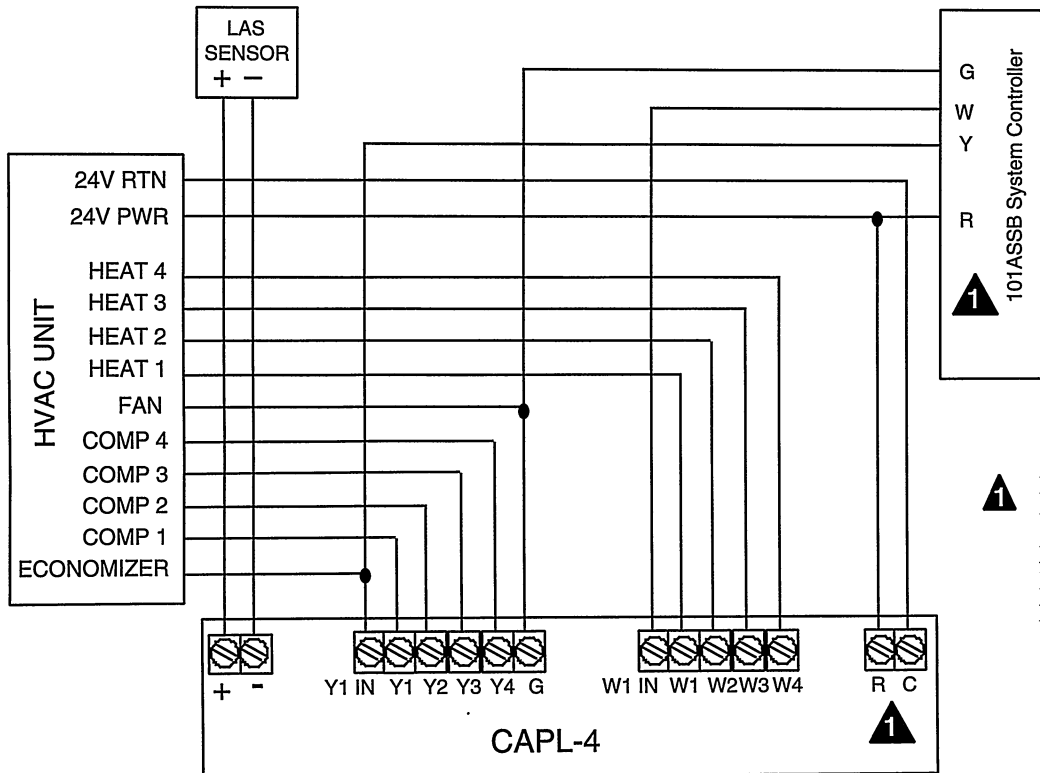 LAS
SENSOR
+ −
G
W
Y
R
101ASSB System Controller
1
24V RTN
24V PWR
HEAT 4
HEAT 3
HEAT 2
HEAT 1
FAN
COMP 4
COMP 3
COMP 2
COMP 1
ECONOMIZER
HVAC UNIT
1
+ - Y1 IN Y1 Y2 Y3 Y4 G W1 IN W1 W2 W3 W4 R C
1
CAPL-4